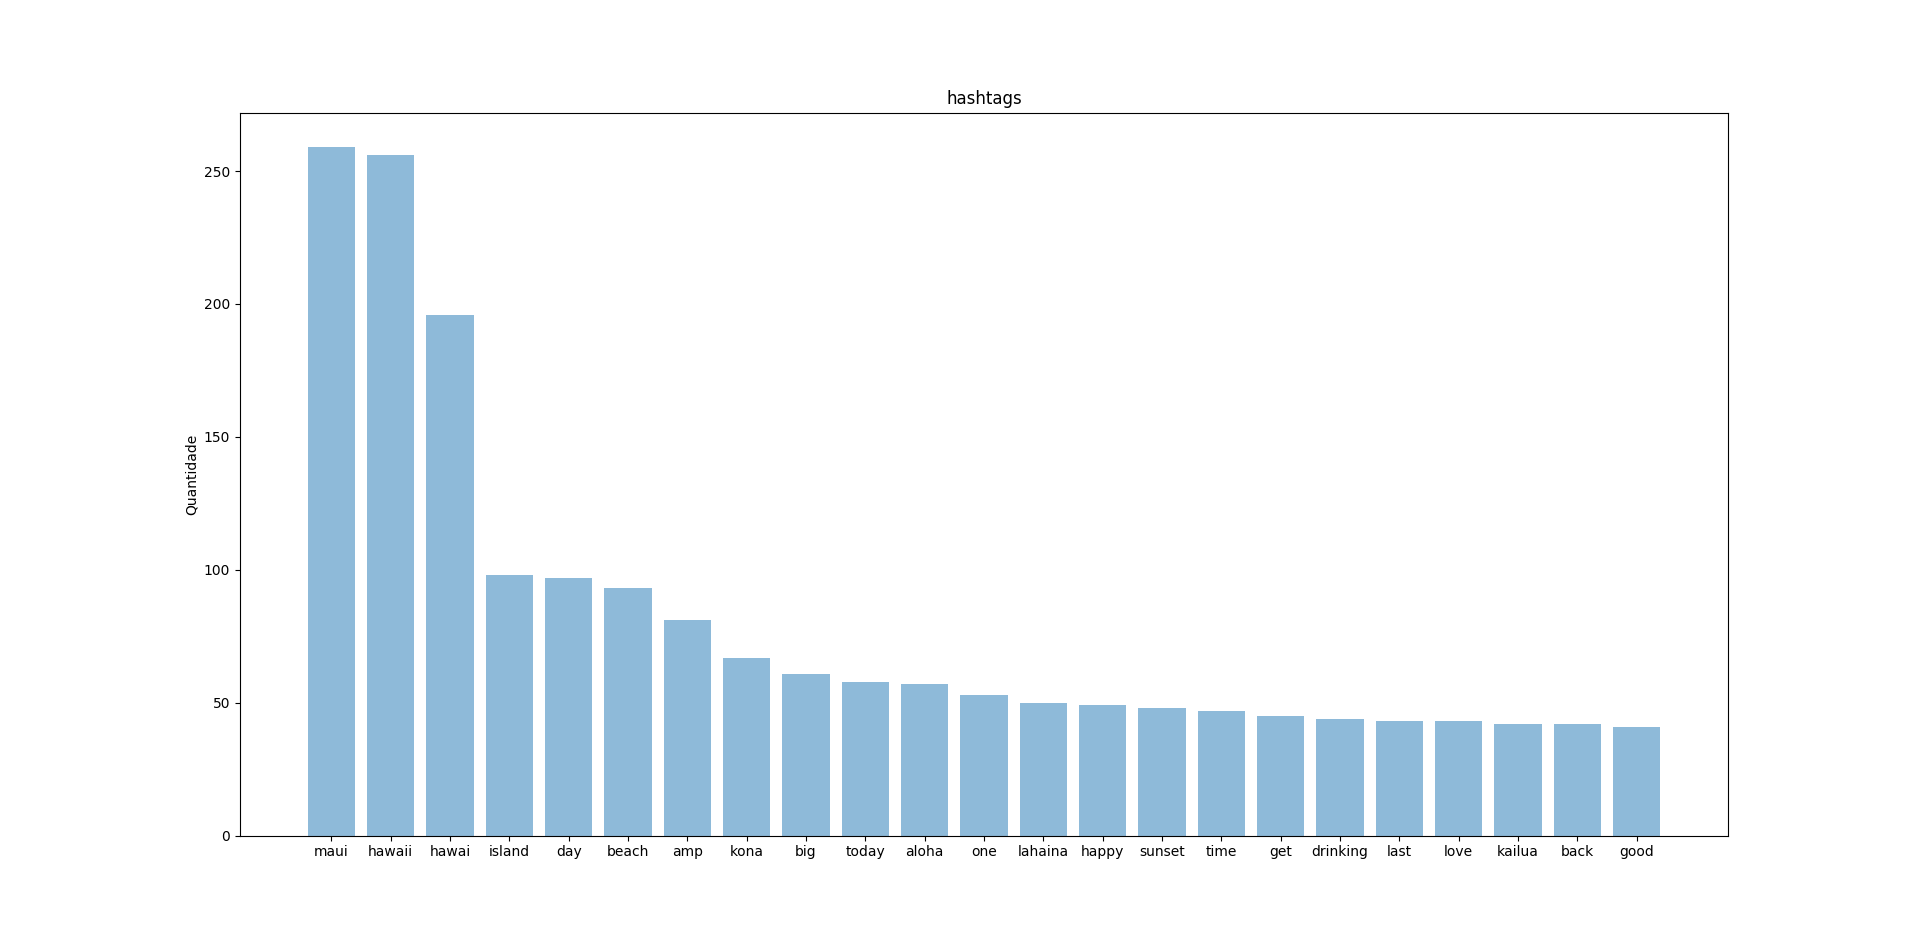 hashtags
Quantidade
250
200
150
100
50
0
maui hawaii hawai island day beach amp kona big today aloha one lahaina happy sunset time get drinking last love kailua back good